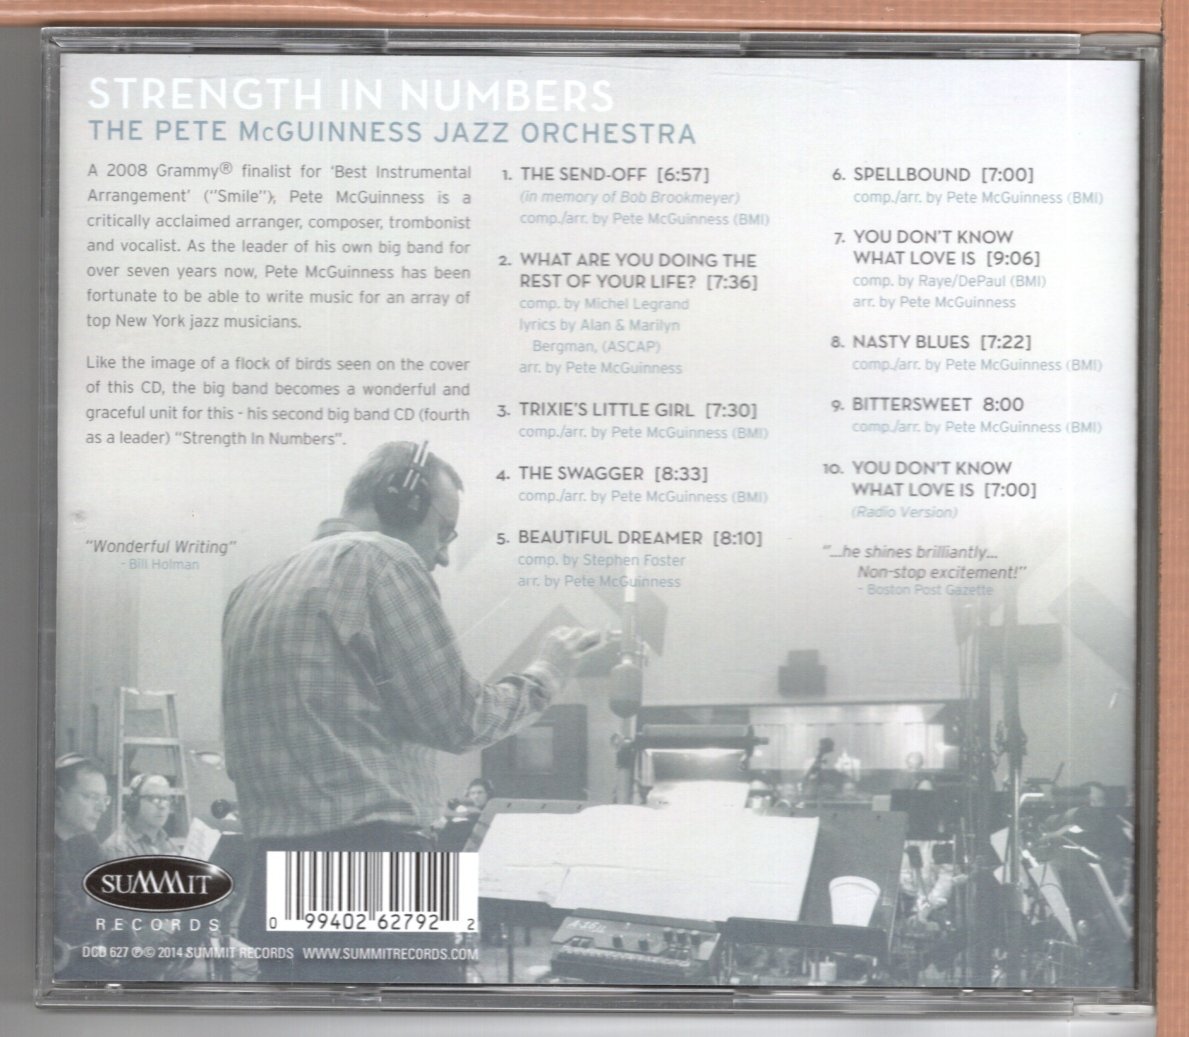 STRENGTH IN NUMBERS
THE PETE McGUINNESS JAZZ ORCHESTRA
A 2008 Grammy® finalist for 'Best Instrumental
Arrangement' ("Smile"), Pete McGuinness is a
critically acclaimed arranger, composer, trombonist
and vocalist. As the leader of his own big band for
over seven years now, Pete McGuinness has been
fortunate to be able to write music for an array of
top New York jazz musicians.
Like the image of a flock of birds seen on the cover
of this CD, the big band becomes a wonderful and
graceful unit for this - his second big band CD (fourth
as a leader) "Strength In Numbers".
"Wonderful Writing"
- Bill Holman
1. THE SEND-OFF [6:57]
(in memory of Bob Brookmeyer)
comp./arr. by Pete McGuinness (BMI)
2. WHAT ARE YOU DOING THE
REST OF YOUR LIFE? [7:36]
comp. by Michel Legrand
lyrics by Alan & Marilyn
Bergman, (ASCAP)
arr. by Pete McGuinness
3. TRIXIE'S LITTLE GIRL [7:30]
comp./arr. by Pete McGuinness (BMI)
4. THE SWAGGER [8:33]
comp./arr. by Pete McGuinness (BMI)
5. BEAUTIFUL DREAMER [8:10]
comp. by Stephen Foster
arr. by Pete McGuinness
6. SPELLBOUND [7:00]
comp./arr. by Pete McGuinness (BMI)
7. YOU DON'T KNOW
WHAT LOVE IS [9:06]
comp. by Raye/DePaul (BMI)
arr. by Pete McGuinness
8. NASTY BLUES [7:22]
comp./arr. by Pete McGuinness (BMI)
9. BITTERSWEET 8:00
comp./arr. by Pete McGuinness (BMI)
10. YOU DON'T KNOW
WHAT LOVE IS [7:00]
(Radio Version)
"...he shines brilliantly...
Non-stop excitement!"
- Boston Post Gazette
SUMMIT
RECORDS
0 99402 62792 2
DCD 627 ℗© 2014 SUMMIT RECORDS WWW.SUMMITRECORDS.COM